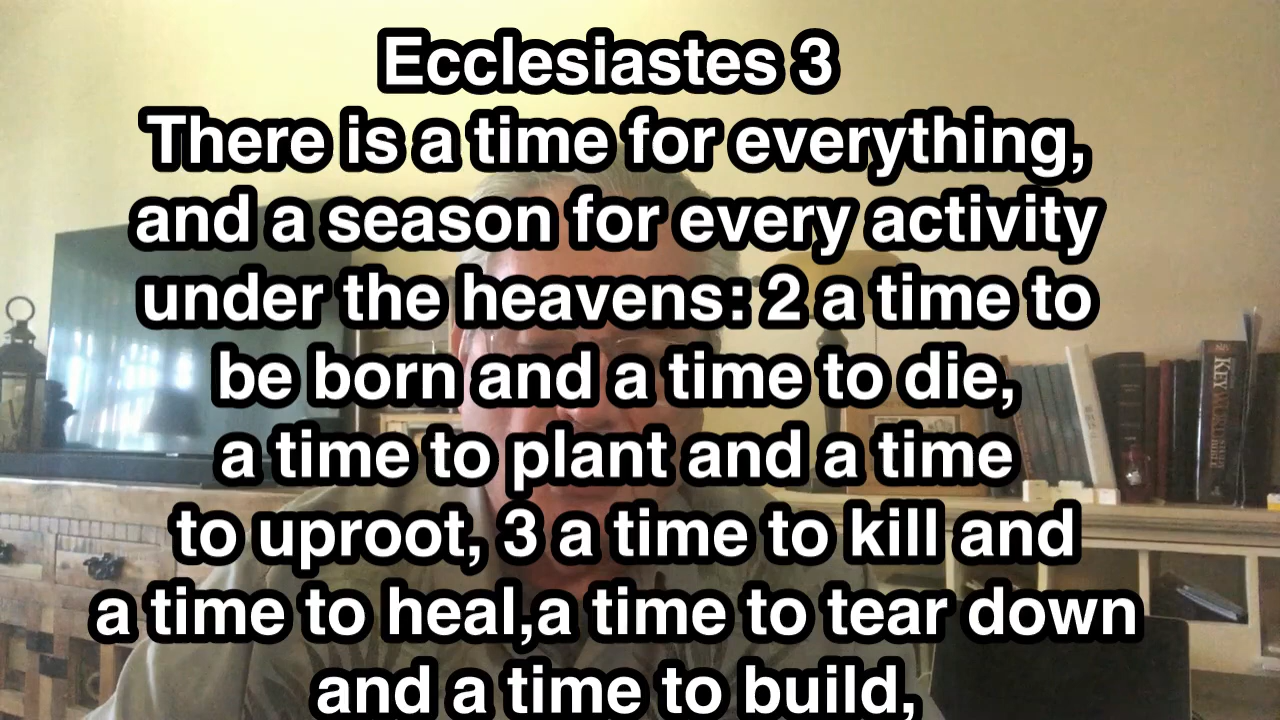 Ecclesiastes 3
There is a time for everything,
and a season for every activity
under the heavens: 2 a time to
be born and a time to die,
a time to plant and a time
to uproot, 3 a time to kill and
a time to heal,a time to tear down
and a time to build,
KEY WORD